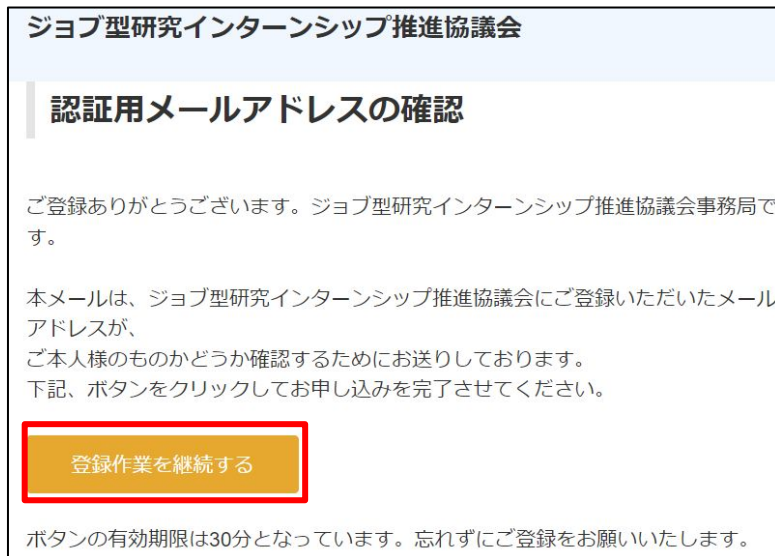 ジョブ型研究インターンシップ推進協議会
認証用メールアドレスの確認
ご登録ありがとうございます。ジョブ型研究インターンシップ推進協議会事務局で
す。
本メールは、ジョブ型研究インターンシップ推進協議会にご登録いただいたメール
アドレスが、
ご本人様のものかどうか確認するためにお送りしております。
下記、ボタンをクリックしてお申し込みを完了させてください。
登録作業を継続する
ボタンの有効期限は30分となっています。忘れずにご登録をお願いいたします。